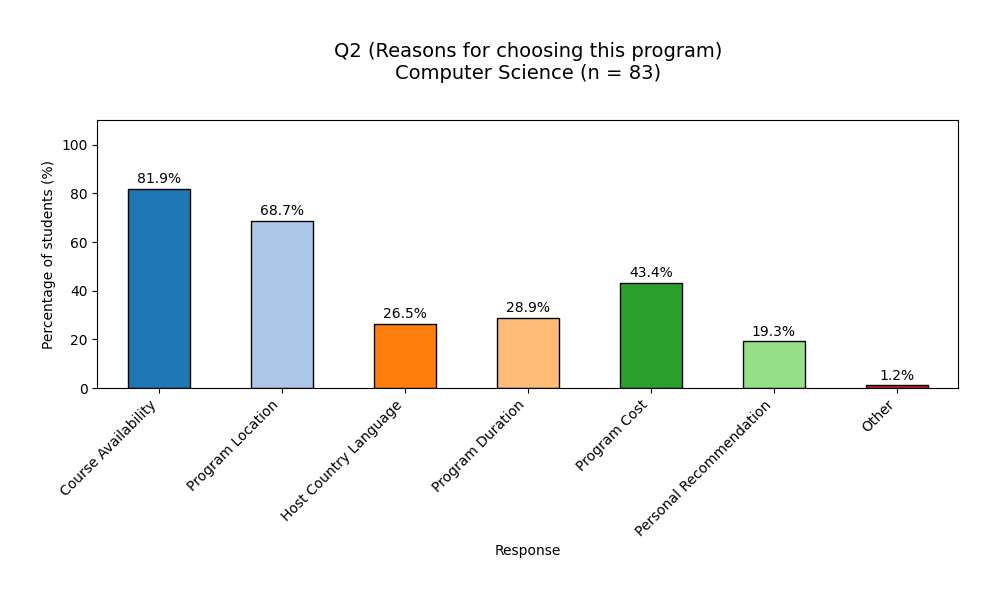 Q2 (Reasons for choosing this program)
Computer Science (n = 83)
Percentage of students (%)
100
80
60
40
20
0
81.9%
68.7%
26.5%
28.9%
43.4%
19.3%
1.2%
Course Availability
Program Location
Host Country Language
Program Duration
Program Cost
Personal Recommendation
Other
Response